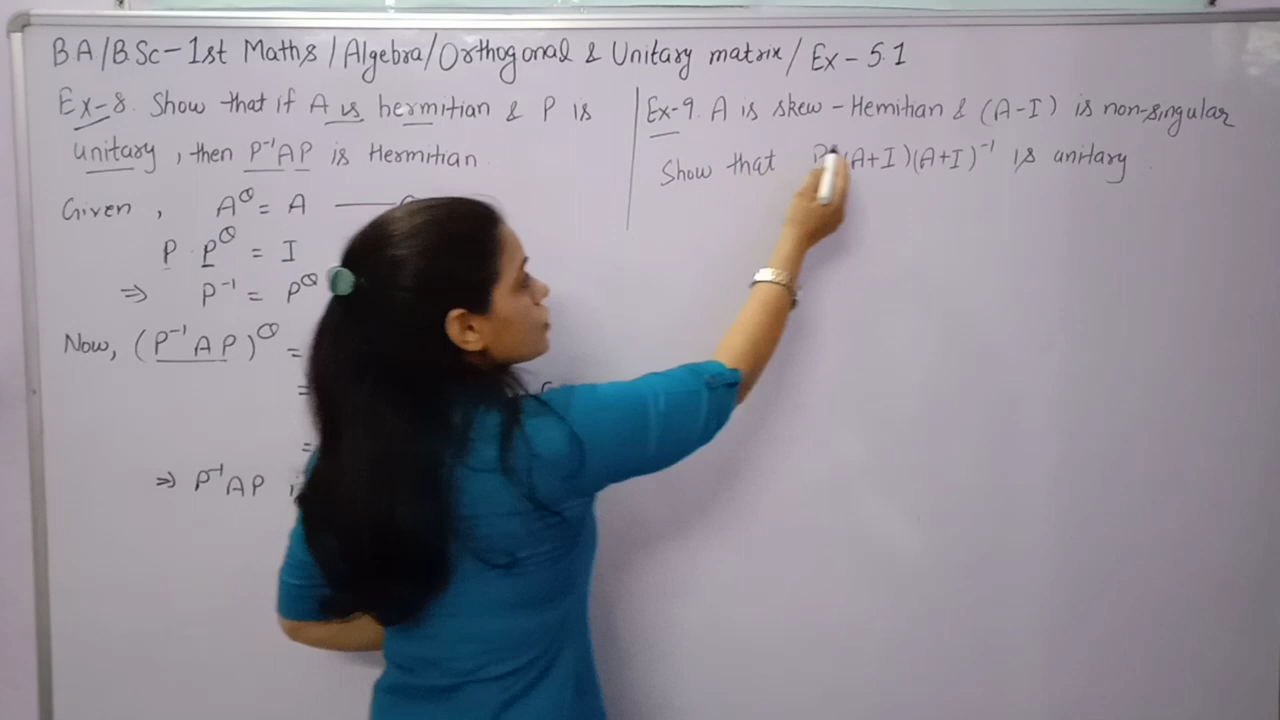 B.A/B.Sc-1st Maths/Algebra/Orthogonal & Unitary matrix/Ex-5.1
Ex-8. Show that if A is hermitian & P is
unitary, then P⁻¹AP is Hermitian
Given, A^θ = A
P. P^θ = I
⇒ P⁻¹ = P^θ
Now, (P⁻¹AP)^θ =
=
=
⇒ P⁻¹AP
Ex-9. A is skew-Hemitian & (A-I) is non-singular
Show that (A+I)(A+I)⁻¹ is unitary